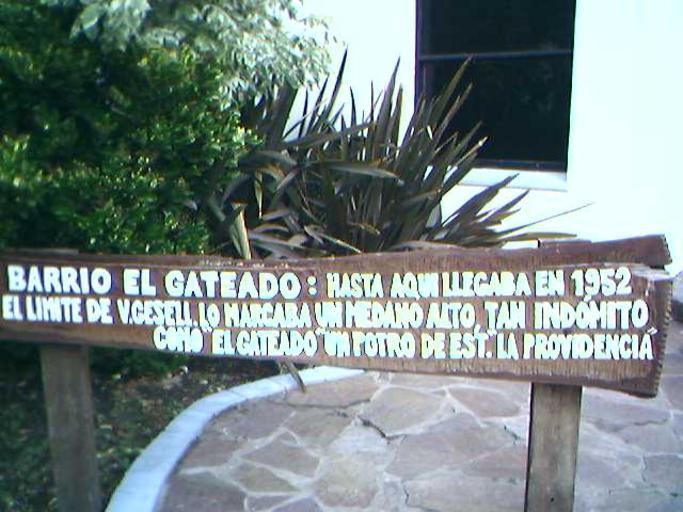 BARRIO EL GATEADO: HASTA AQUI LLEGABA EN 1952
EL LIMITE DE V.GESELL, LO MARCABA UN MEDANO ALTO, TAN INDÓMITO
COMO "EL GATEADO" UN POTRO DE EST. "LA PROVIDENCIA"